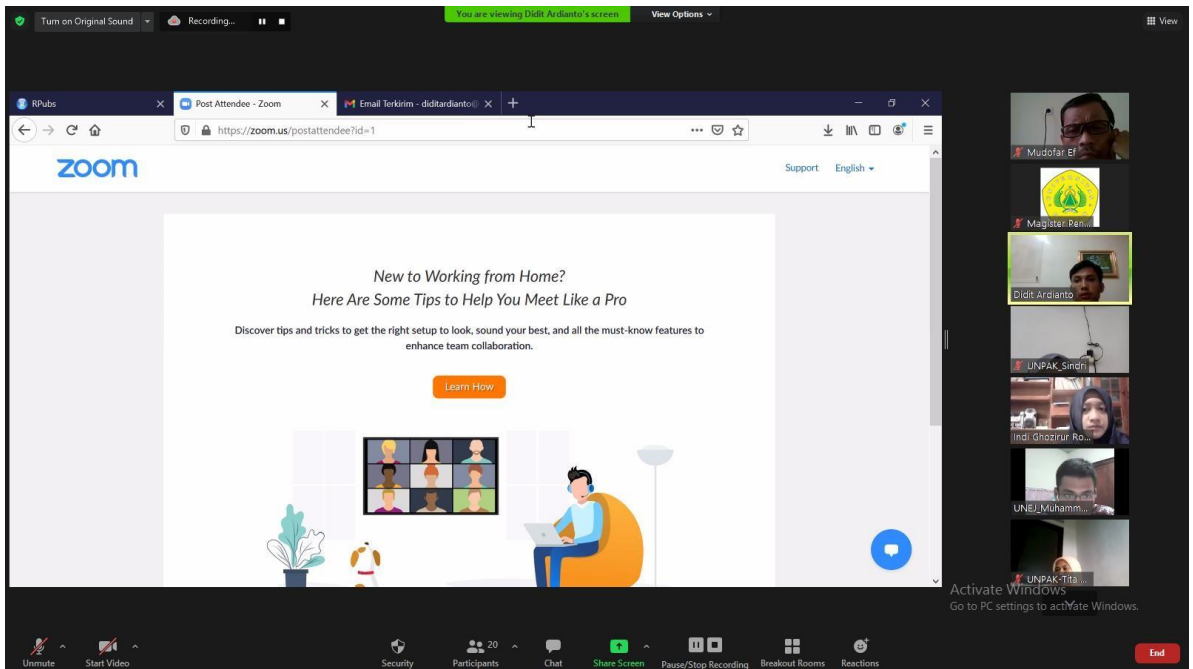 Turn on Original Sound
Recording...
You are viewing Didit Ardianto's screen
View Options
View
RPubs
Post Attendee - Zoom
Email Terkirim - diditardianto@
https://zoom.us/postattendee?id=1
zoom
Support
English
New to Working from Home?
Here Are Some Tips to Help You Meet Like a Pro
Discover tips and tricks to get the right setup to look, sound your best, and all the must-know features to
enhance team collaboration.
Learn How
Mudofar Ef
Magister Pen...
Didit Ardianto
UNPAK_Sindri
Indi Ghozirur Ro...
UNEJ_Muhamm...
UNPAK-Tita ...
Activate Windows
Go to PC settings to activate Windows.
Unmute
Start Video
Security
20
Participants
Chat
Share Screen
Pause/Stop Recording
Breakout Rooms
Reactions
End